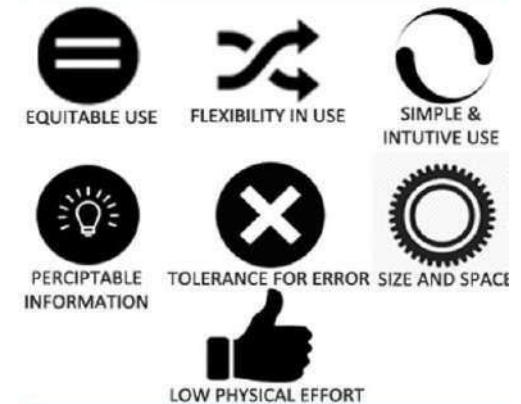 EQUITABLE USE
FLEXIBILITY IN USE
SIMPLE &
INTUTIVE USE
PERCIPTABLE
INFORMATION
TOLERANCE FOR ERROR
SIZE AND SPACE
LOW PHYSICAL EFFORT